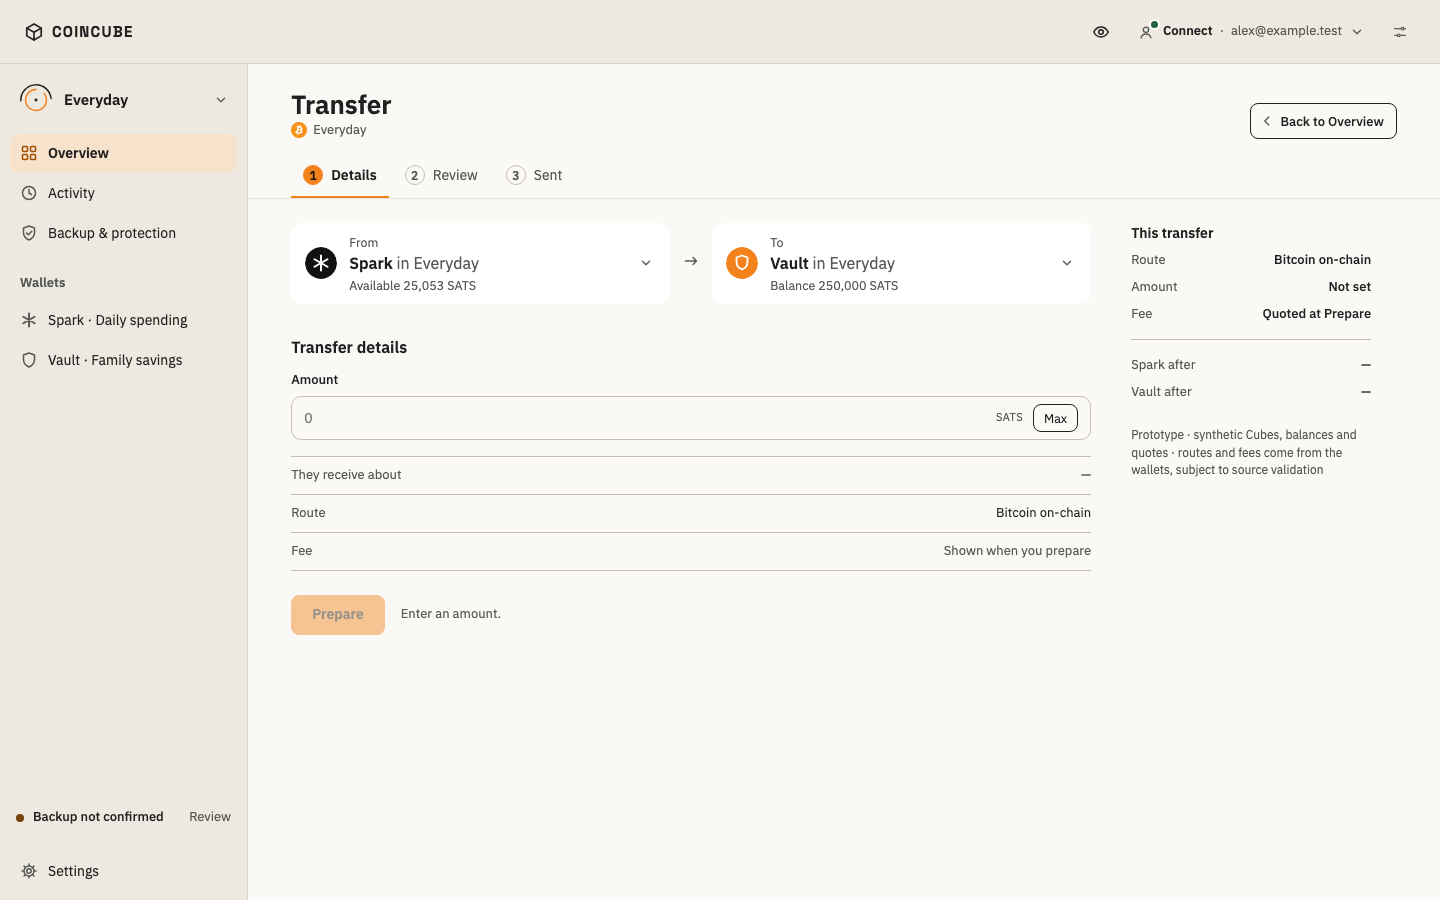 COINCUBE
Connect · alex@example.test
Everyday
Overview
Activity
Backup & protection
Wallets
Spark · Daily spending
Vault · Family savings
Backup not confirmed Review
Settings
Transfer
Everyday
Back to Overview
1 Details 2 Review 3 Sent
From
Spark in Everyday
Available 25,053 SATS
To
Vault in Everyday
Balance 250,000 SATS
Transfer details
Amount
0 SATS Max
They receive about –
Route Bitcoin on-chain
Fee Shown when you prepare
Prepare Enter an amount.
This transfer
Route Bitcoin on-chain
Amount Not set
Fee Quoted at Prepare
Spark after –
Vault after –
Prototype · synthetic Cubes, balances and
quotes · routes and fees come from the
wallets, subject to source validation